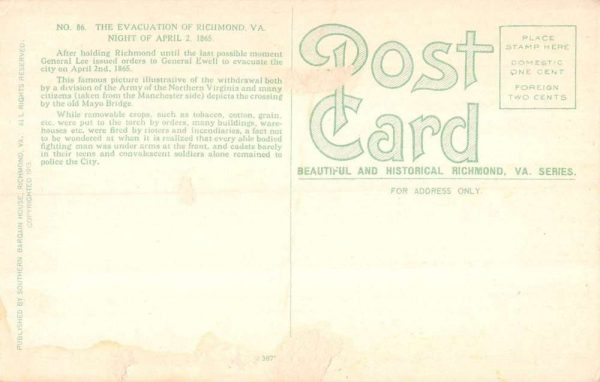 NO. 86. THE EVACUATION OF RICHMOND, VA.
NIGHT OF APRIL 2, 1865.
After holding Richmond until the last possible moment
General Lee issued orders to General Ewell to evacuate the
city on April 2nd, 1865.
This famous picture illustrative of the withdrawal both
by a division of the Army of the Northern Virginia and many
citizens (taken from the Manchester side) depicts the crossing
by the old Mayo Bridge.
While removable crops, such as tobacco, cotton, grain,
etc. were put to the torch by orders, many buildings, ware-
houses etc. were fired by rioters and incendiaries, a fact not
to be wondered at when it is realized that every able bodied
fighting man was under arms at the front, and cadets barely
in their teens and convalescent soldiers alone remained to
police the City.
PUBLISHED BY SOUTHERN BARGAIN HOUSE, RICHMOND, VA. ALL RIGHTS RESERVED.
COPYRIGHTED 1915.
Post
Card
BEAUTIFUL AND HISTORICAL RICHMOND, VA. SERIES.
FOR ADDRESS ONLY
PLACE
STAMP HERE
DOMESTIC
ONE CENT
FOREIGN
TWO CENTS